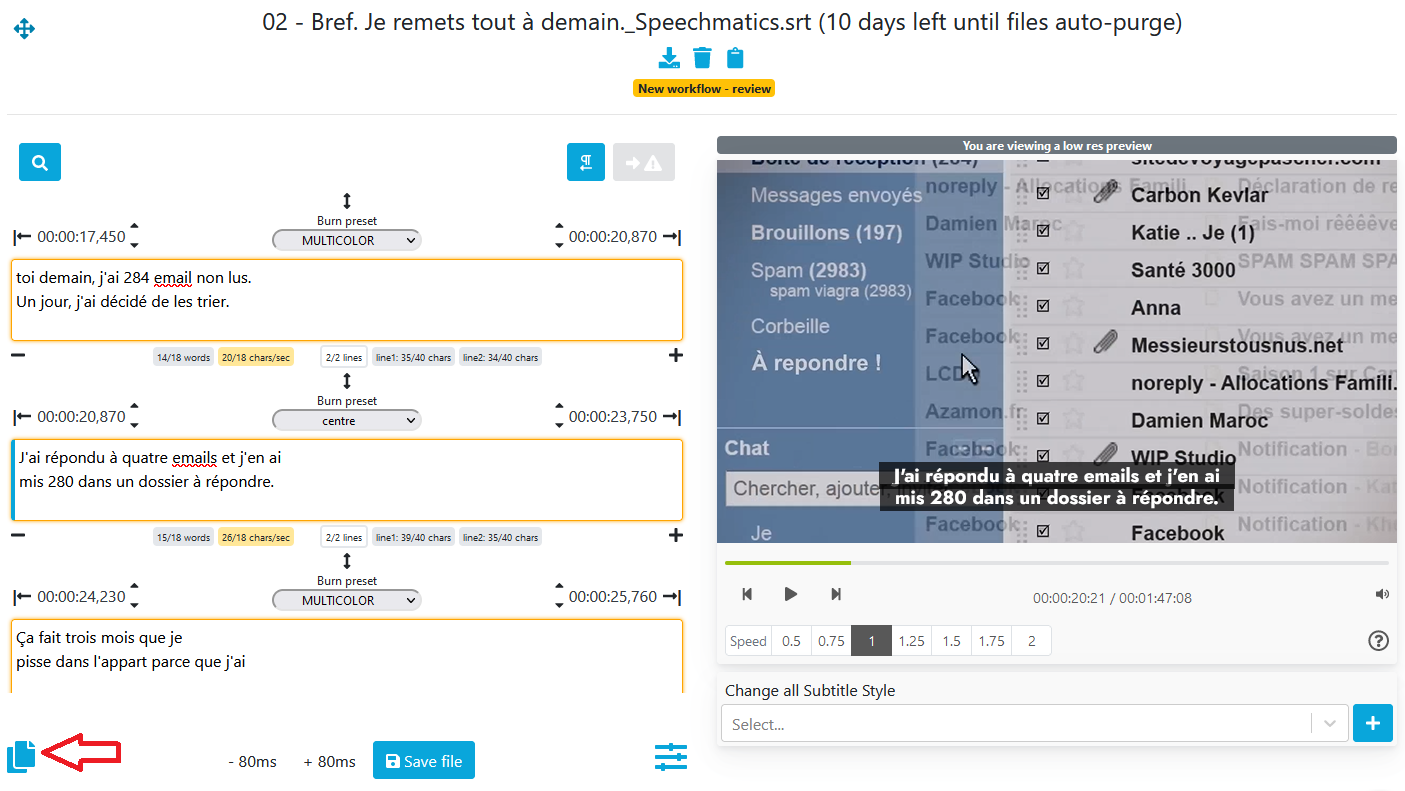 02 - Bref. Je remets tout à demain._Speechmatics.srt (10 days left until files auto-purge)
New workflow - review
Burn preset
00:00:17,450
MULTICOLOR
00:00:20,870
toi demain, j'ai 284 email non lus.
Un jour, j'ai décidé de les trier.
14/18 words
20/18 chars/sec
2/2 lines
line1: 35/40 chars
line2: 34/40 chars
Burn preset
00:00:20,870
centre
00:00:23,750
J'ai répondu à quatre emails et j'en ai
mis 280 dans un dossier à répondre.
15/18 words
26/18 chars/sec
2/2 lines
line1: 39/40 chars
line2: 35/40 chars
Burn preset
00:00:24,230
MULTICOLOR
00:00:25,760
Ça fait trois mois que je
pisse dans l'appart parce que j'ai
- 80ms
+ 80ms
Save file
You are viewing a low res preview
Boîte de réception (284)
Messages envoyés
Brouillons (197)
Spam (2983)
spam viagra (2983)
Corbeille
À repondre !
Chat
Chercher, ajouter,
Je
noreply - Allocations Famili
Damien Maroc
WIP Studio
Facebook
Facebook
LCD
Azamon.fr
Facebook
Facebook
sitedevoyagepascher.com
Carbon Kevlar
Katie .. Je (1)
Santé 3000
Anna
Messieurstousnus.net
noreply - Allocations Famili.
Damien Maroc
WIP Studio
Facebook
Facebook
Déclaration de re
Fais-moi rêêêêve
SPAM SPAM SPA
Vous avez un me
Vous avez un me
Saison 1 sur Can
Des super-solde
Notification - Bo
Notification - Kat
Notification - Kh
J'ai répondu à quatre emails et j'en ai
mis 280 dans un dossier à répondre.
00:00:20:21 / 00:01:47:08
Speed
0.5
0.75
1
1.25
1.5
1.75
2
Change all Subtitle Style
Select...